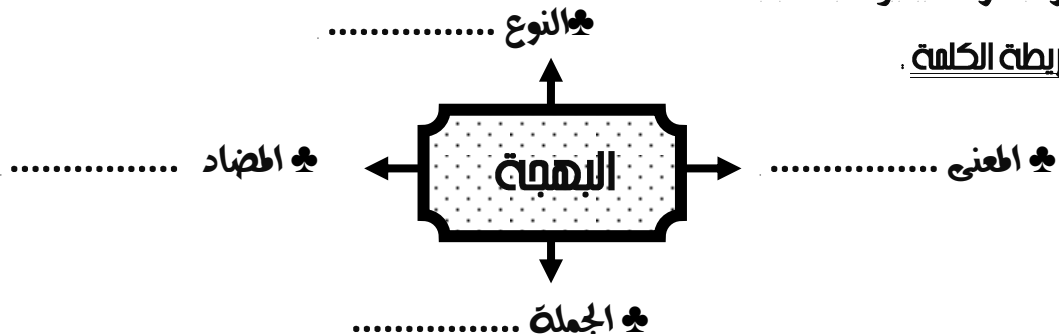 ♣النوع ...............
ريطة الكلمة .
♣ المعنى ...............
البهجة
♣ المضاد ...............
♣ الجملة ...............